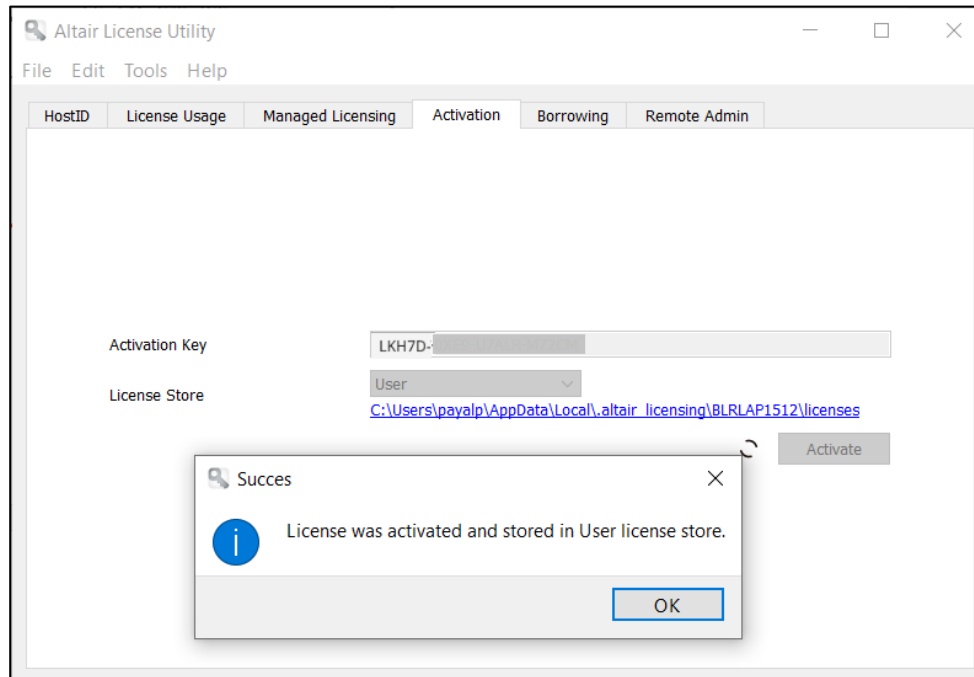 Altair License Utility
File Edit Tools Help
HostID License Usage Managed Licensing Activation Borrowing Remote Admin
Activation Key LKH7D-
License Store User
C:\Users\payalp\AppData\Local\.altair_licensing\BLRLAP1512\licenses
Activate
Succes
License was activated and stored in User license store.
OK